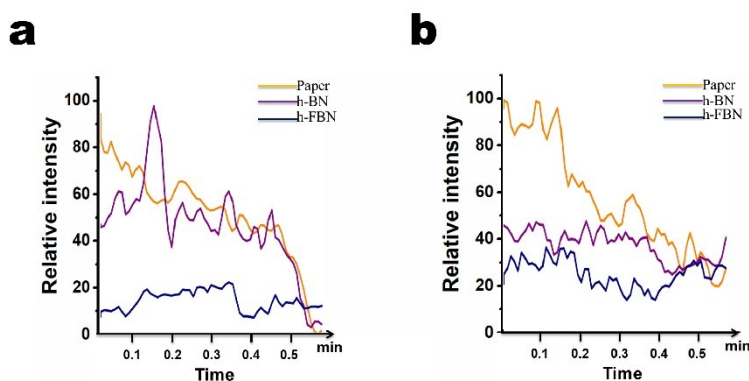 a
Paper
h-BN
h-FBN
Relative intensity
100
80
60
40
20
0
0.1 0.2 0.3 0.4 0.5 min
Time
b
Paper
h-BN
h-FBN
Relative intensity
100
80
60
40
20
0
0.1 0.2 0.3 0.4 0.5 min
Time